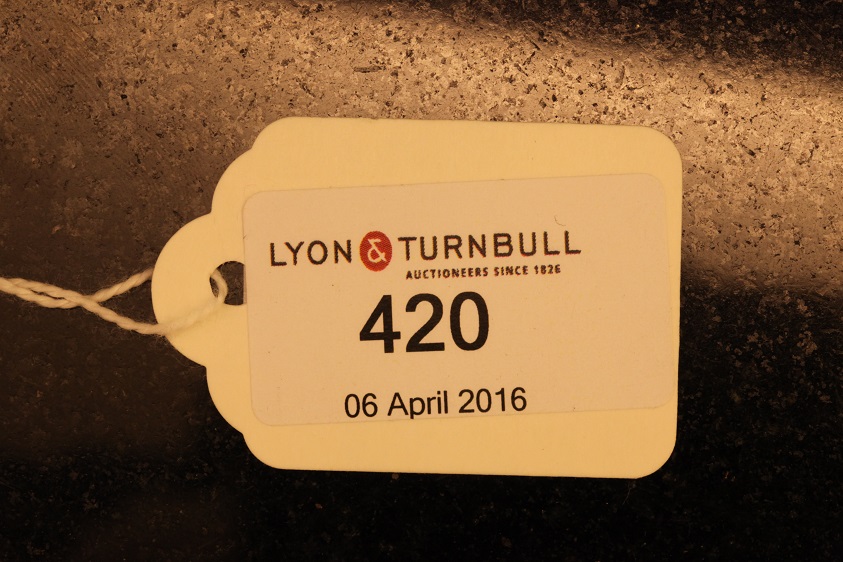 LYON & TURNBULL
AUCTIONEERS SINCE 1826
420
06 April 2016